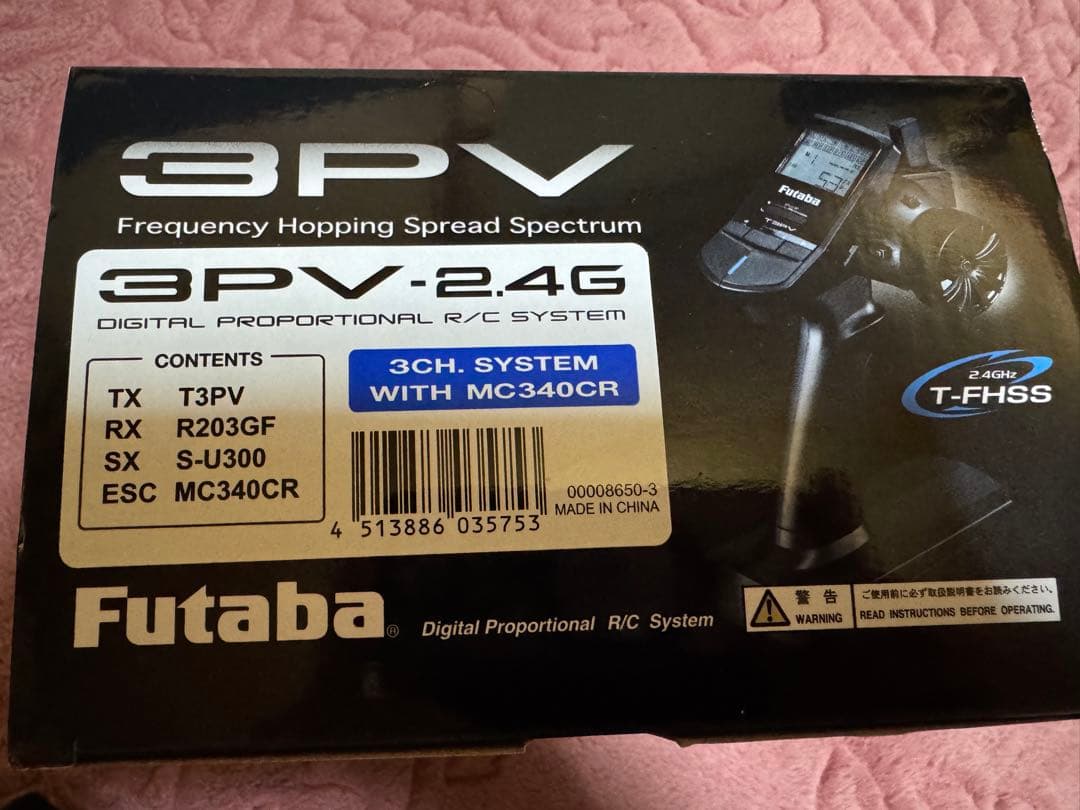 3PV
Frequency Hopping Spread Spectrum
3PV-2.4G
DIGITAL PROPORTIONAL R/C SYSTEM
CONTENTS
TX T3PV
RX R203GF
SX S-U300
ESC MC340CR
3CH. SYSTEM
WITH MC340CR
4 513886 035753
00008650-3
MADE IN CHINA
Futaba
T3PV
2.4GHz
T-FHSS
Futaba®
Digital Proportional R/C System
警告
WARNING
ご使用前に必ず取扱説明書をお読みください。
READ INSTRUCTIONS BEFORE OPERATING.